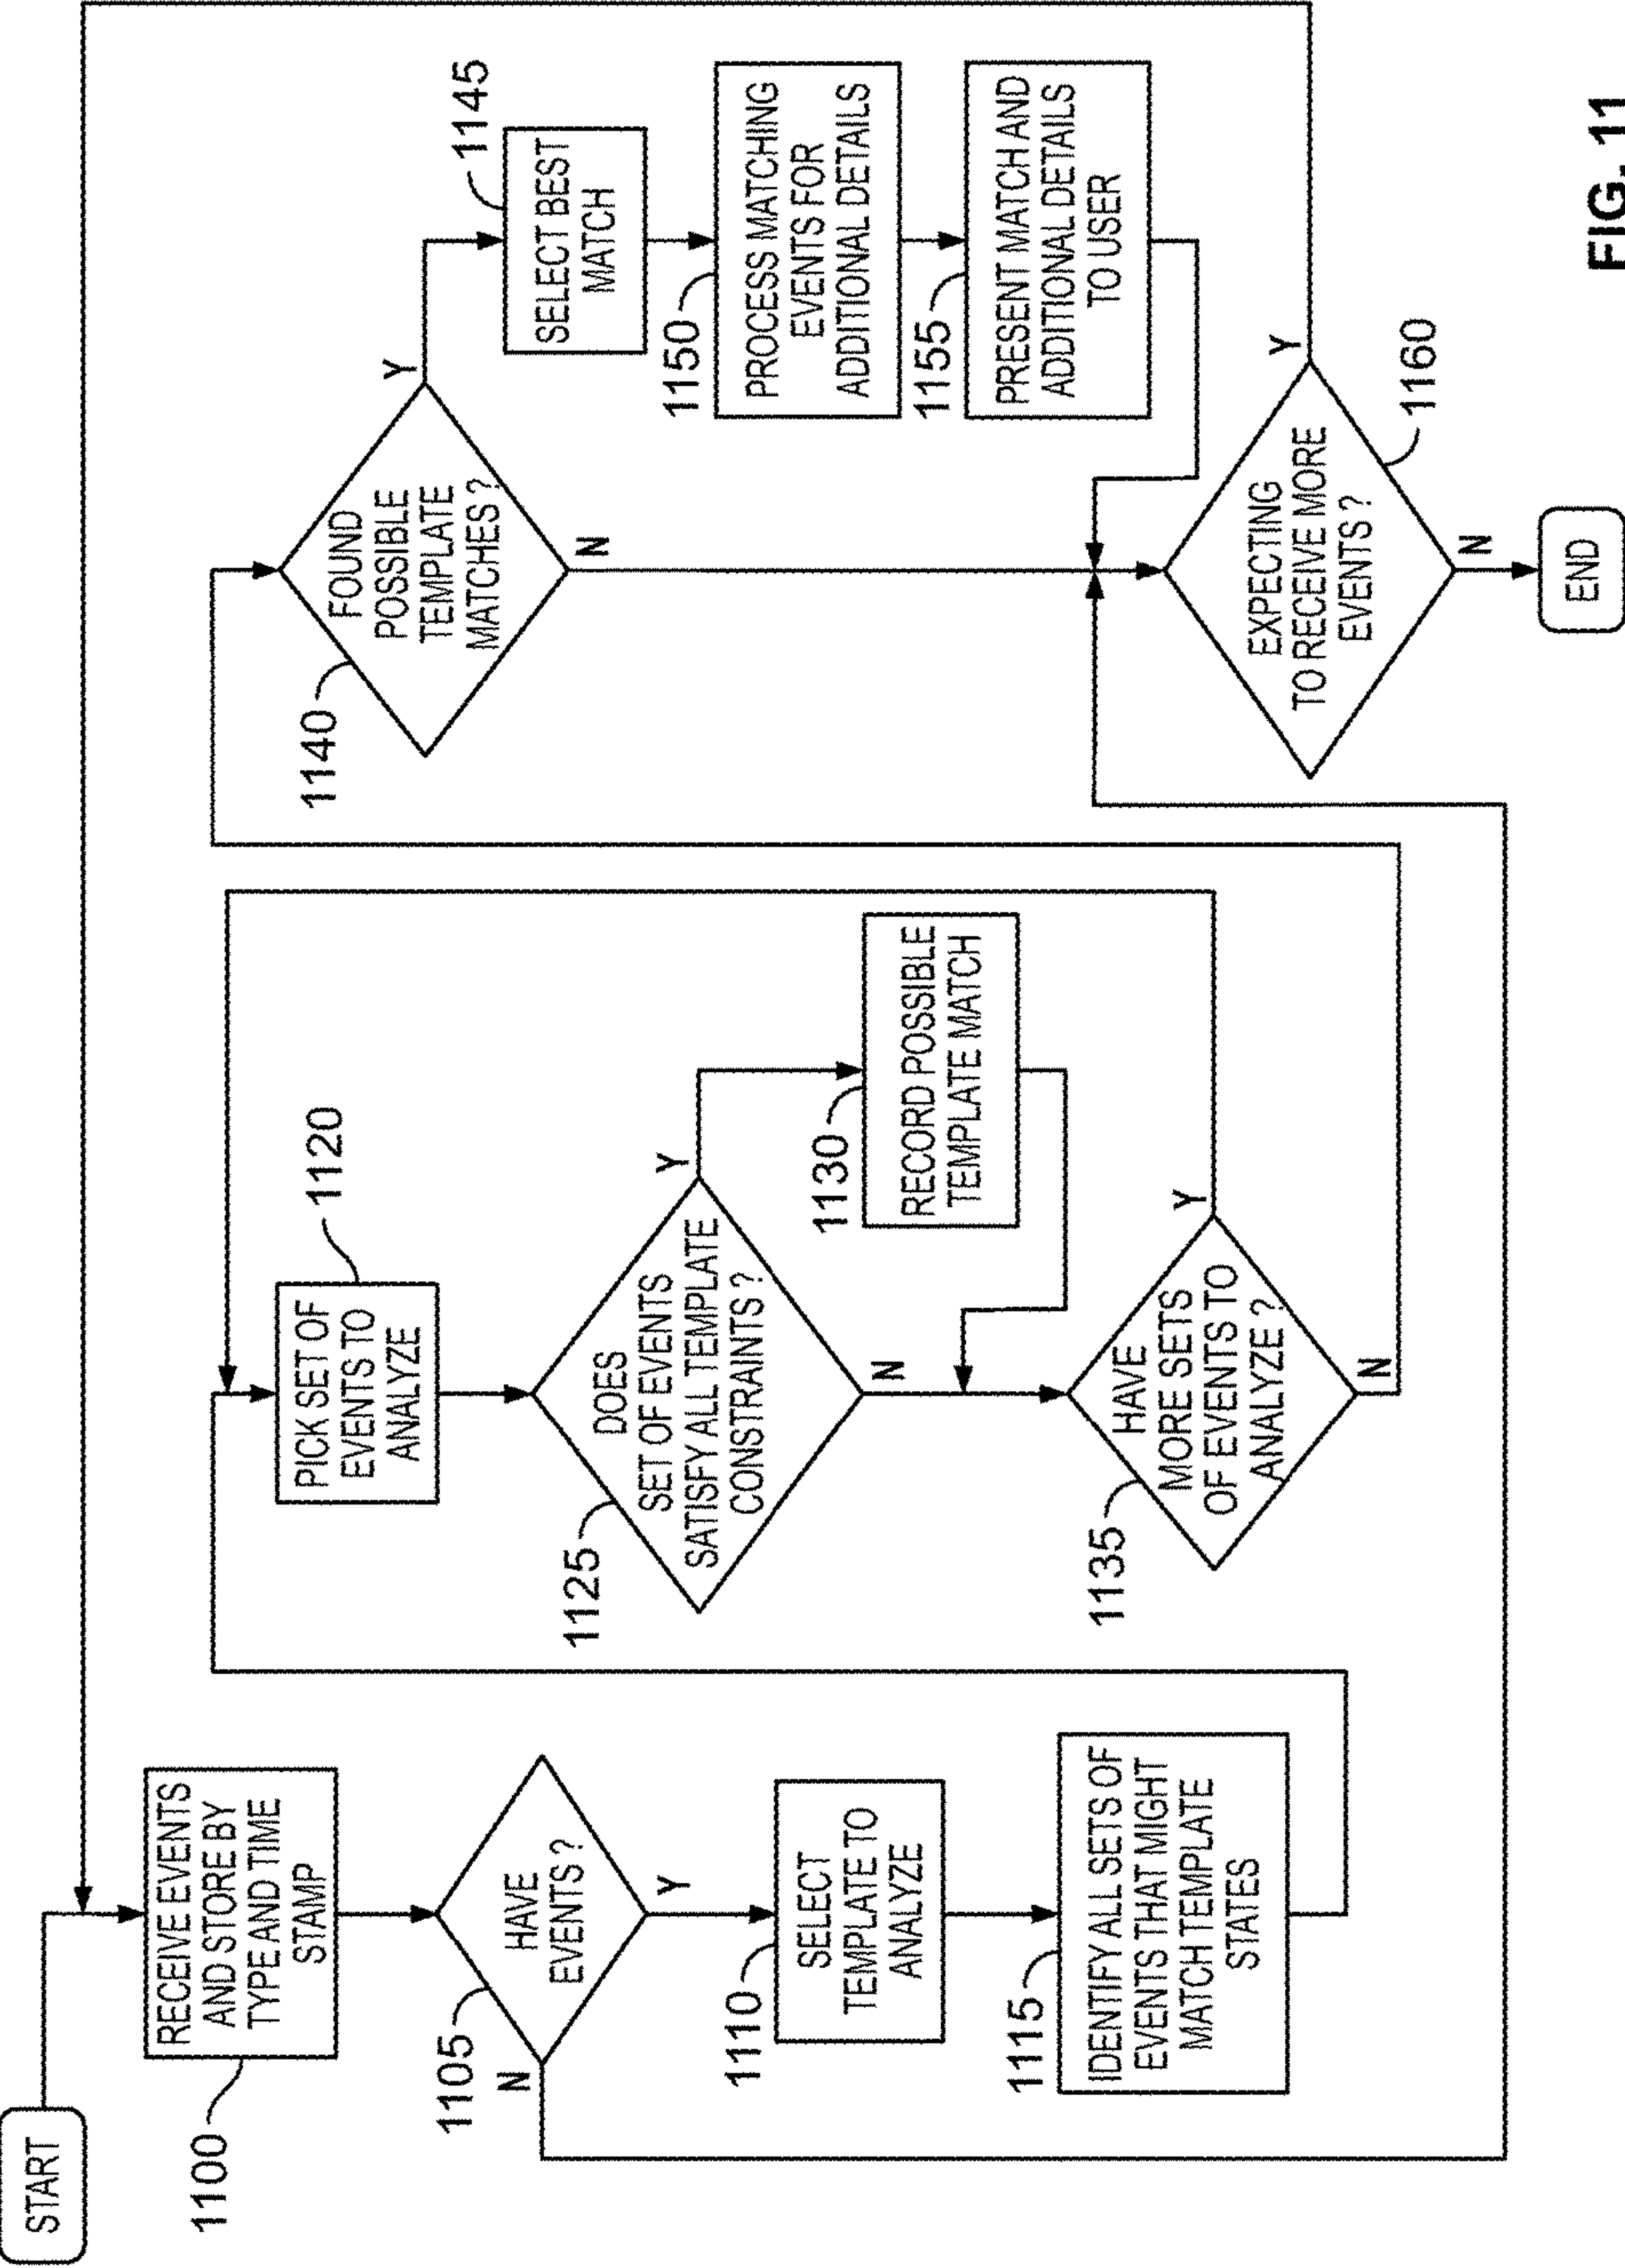 START
1100
RECEIVE EVENTS
AND STORE BY
TYPE AND TIME
STAMP
1105
HAVE
EVENTS ?
N
Y
1110
SELECT
TEMPLATE TO
ANALYZE
1115
IDENTIFY ALL SETS OF
EVENTS THAT MIGHT
MATCH TEMPLATE
STATES
1120
PICK SET OF
EVENTS TO
ANALYZE
1125
DOES
SET OF EVENTS
SATISFY ALL TEMPLATE
CONSTRAINTS ?
Y
N
1130
RECORD POSSIBLE
TEMPLATE MATCH
1135
HAVE
MORE SETS
OF EVENTS TO
ANALYZE ?
Y
N
1140
FOUND
POSSIBLE
TEMPLATE
MATCHES ?
Y
N
1145
SELECT BEST
MATCH
1150
PROCESS MATCHING
EVENTS FOR
ADDITIONAL DETAILS
1155
PRESENT MATCH AND
ADDITIONAL DETAILS
TO USER
1160
EXPECTING
TO RECEIVE MORE
EVENTS ?
Y
N
END
FIG. 11